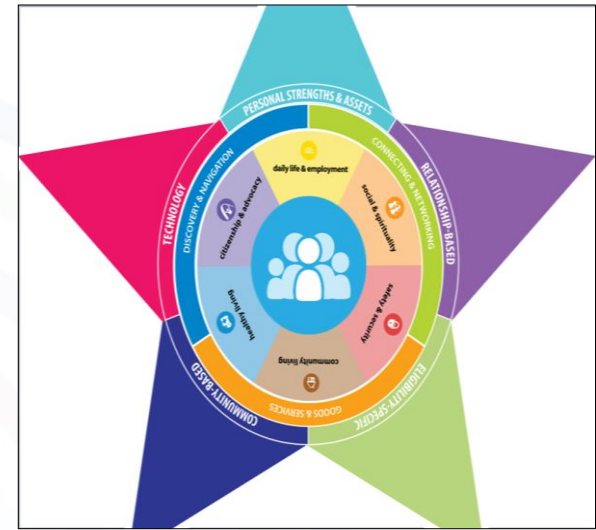 PERSONAL STRENGTHS & ASSETS
RELATIONSHIP-BASED
ELIGIBILITY-SPECIFIC
COMMUNITY-BASED
TECHNOLOGY
DISCOVERY & NAVIGATION
CONNECTING & NETWORKING
GOODS & SERVICES
daily life & employment
social & spirituality
safety & security
community living
healthy living
citizenship & advocacy